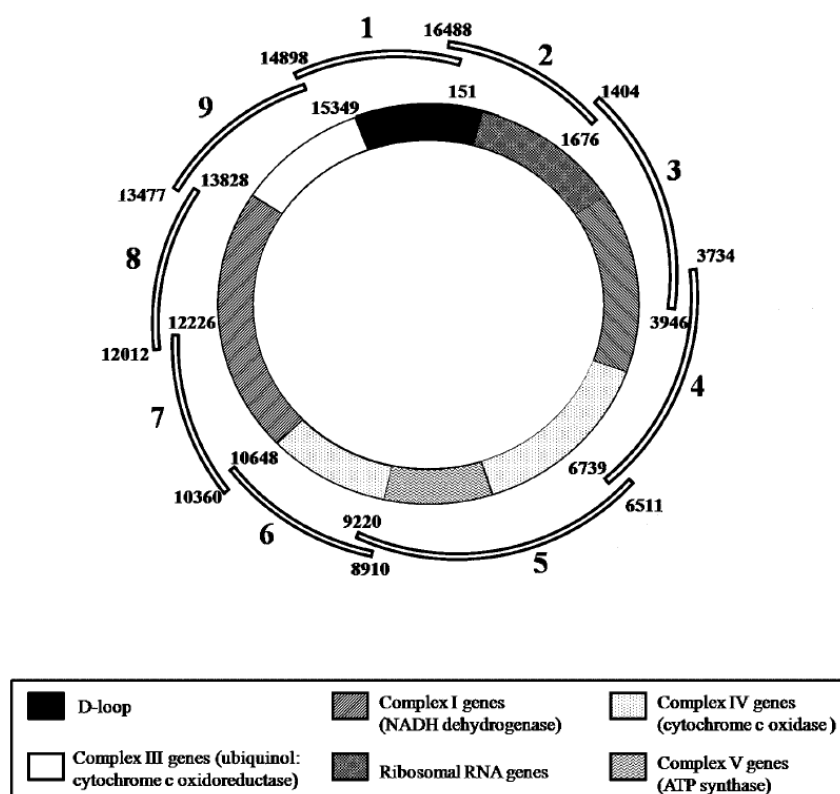 1
16488
2
14898
1404
9
151
15349
1676
3
13477
13828
3734
8
12226
3946
12012
4
7
10648
6739
10360
6511
6
9220
8910
5
D-loop
Complex I genes
(NADH dehydrogenase)
Complex IV genes
(cytochrome c oxidase)
Complex III genes (ubiquinol:
cytochrome c oxidoreductase)
Ribosomal RNA genes
Complex V genes
(ATP synthase)